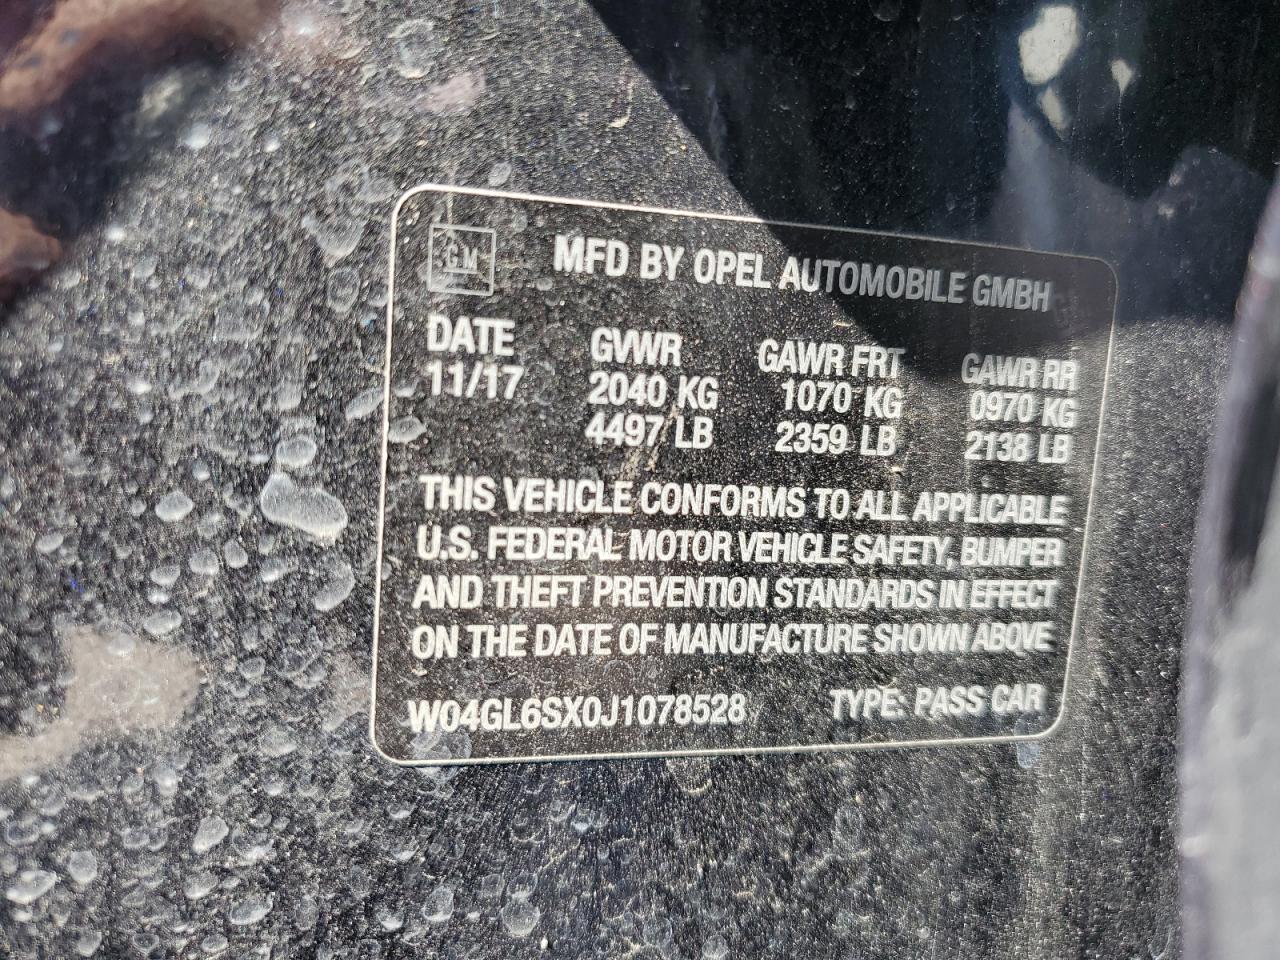 GM
MFD BY OPEL AUTOMOBILE GMBH
DATE GVWR GAWR FRT GAWR RR
11/17 2040 KG 1070 KG 0970 KG
4497 LB 2359 LB 2138 LB
THIS VEHICLE CONFORMS TO ALL APPLICABLE
U.S. FEDERAL MOTOR VEHICLE SAFETY, BUMPER
AND THEFT PREVENTION STANDARDS IN EFFECT
ON THE DATE OF MANUFACTURE SHOWN ABOVE
W04GL6SX0J1078528 TYPE: PASS CAR